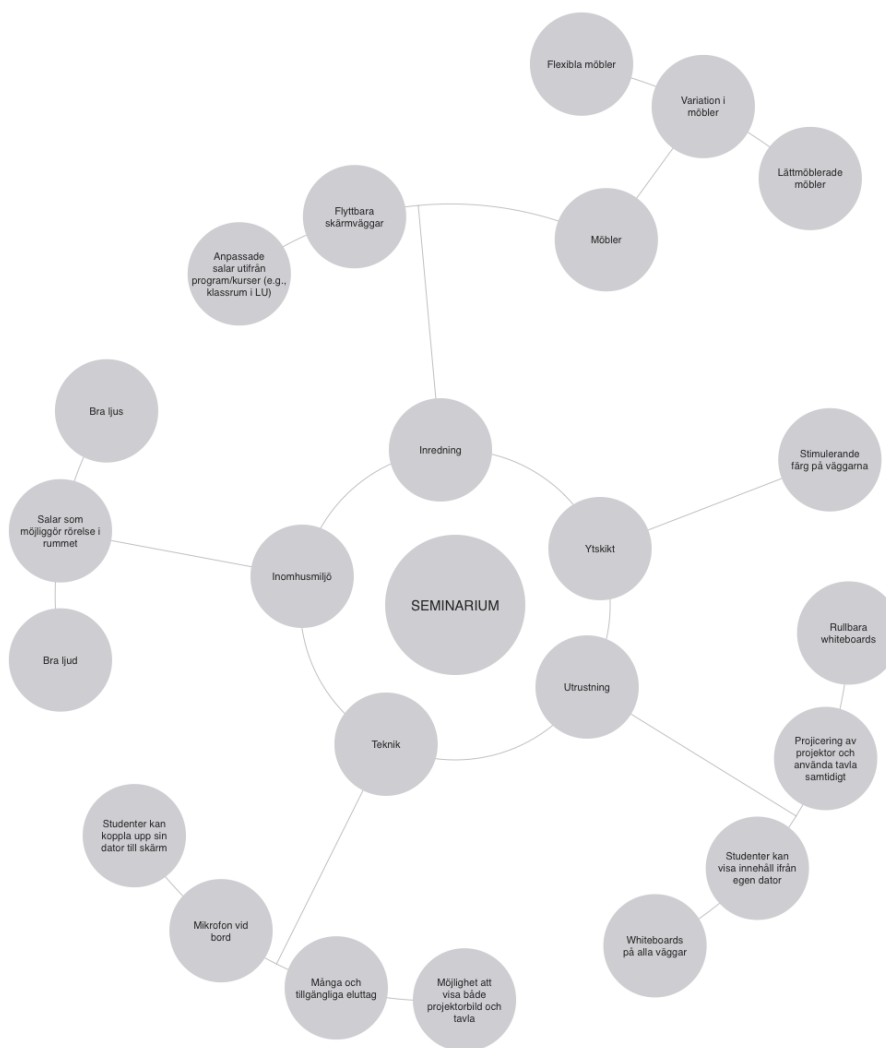 Flexibla möbler
Variation i
möbler
Lättmöblerade
möbler
Flyttbara
skärmväggar
Möbler
Anpassade
salar utifrån
program/kurser (e.g.,
klassrum i LU)
Bra ljus
Inredning
Stimulerande
färg på väggarna
Salar som
möjliggör rörelse i
rummet
Ytskikt
Inomhusmiljö
SEMINARIUM
Rullbara
whiteboards
Bra ljud
Utrustning
Teknik
Projicering av
projektor och
använda tavla
samtidigt
Studenter kan
koppla upp sin
dator till skärm
Studenter kan
visa innehåll ifrån
egen dator
Mikrofon vid
bord
Whiteboards
på alla väggar
Många och
tillgängliga eluttag
Möjlighet att
visa både
projektorbild och
tavla